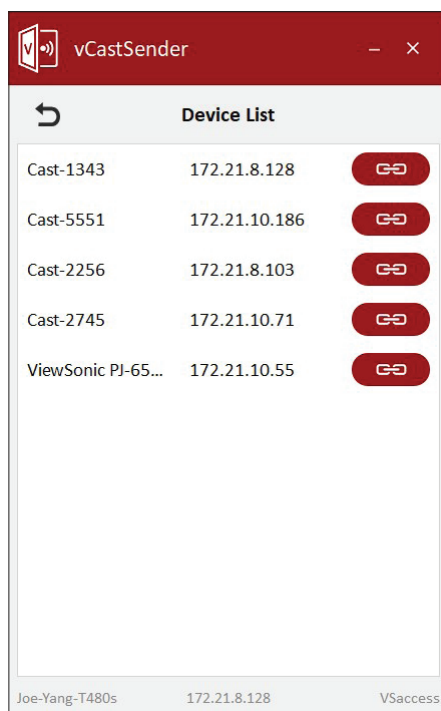 V vCastSender
Device List
Cast-1343 172.21.8.128
Cast-5551 172.21.10.186
Cast-2256 172.21.8.103
Cast-2745 172.21.10.71
ViewSonic PJ-65... 172.21.10.55
Joe-Yang-T480s 172.21.8.128 VSaccess